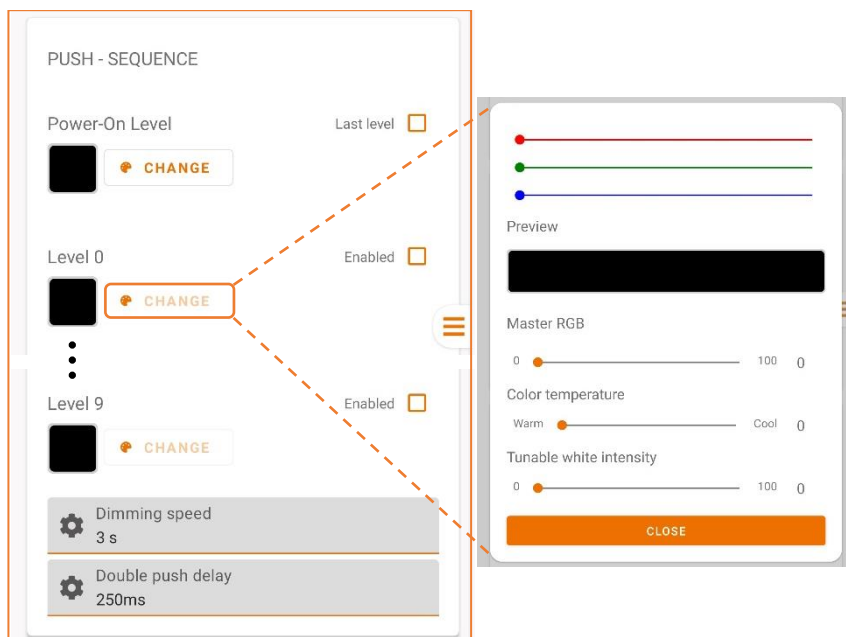 PUSH - SEQUENCE
Power-On Level
Last level
CHANGE
Level 0
Enabled
CHANGE
Level 9
Enabled
CHANGE
Dimming speed
3 s
Double push delay
250ms
Preview
Master RGB
0 100 0
Color temperature
Warm Cool 0
Tunable white intensity
0 100 0
CLOSE